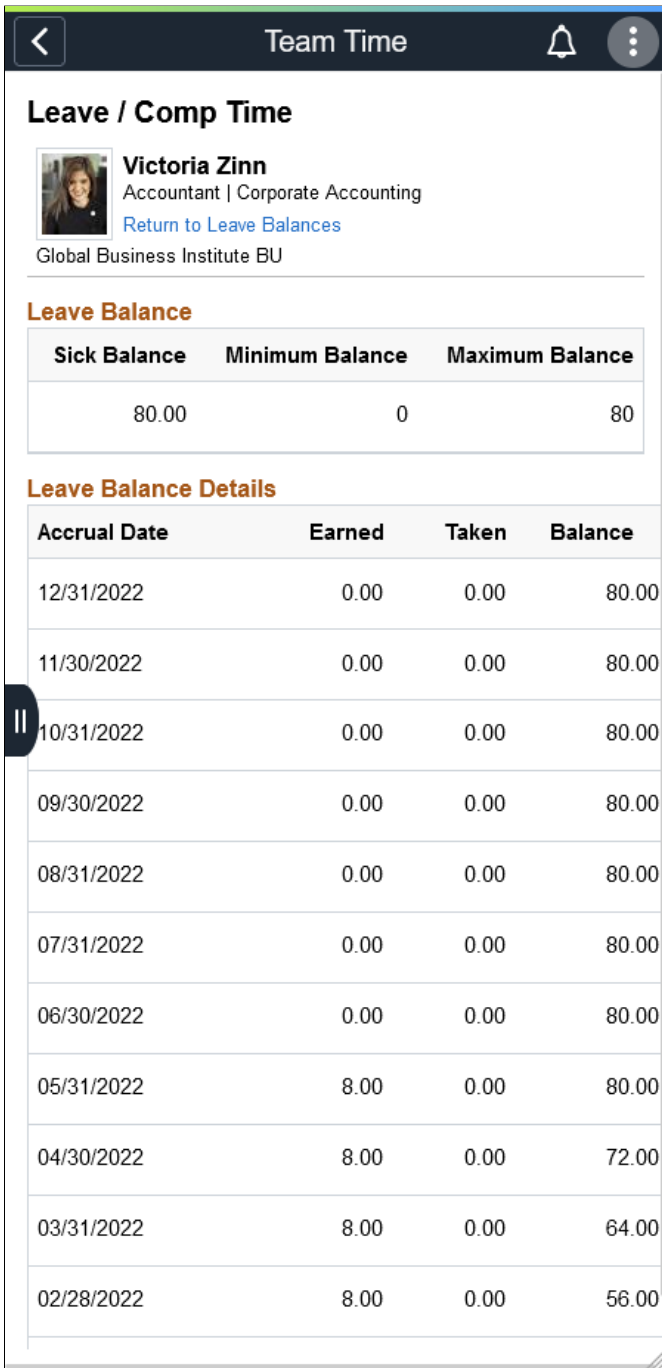 Team Time
Leave / Comp Time
Victoria Zinn
Accountant | Corporate Accounting
Return to Leave Balances
Global Business Institute BU
Leave Balance
Sick Balance Minimum Balance Maximum Balance
80.00 0 80
Leave Balance Details
Accrual Date Earned Taken Balance
12/31/2022 0.00 0.00 80.00
11/30/2022 0.00 0.00 80.00
10/31/2022 0.00 0.00 80.00
09/30/2022 0.00 0.00 80.00
08/31/2022 0.00 0.00 80.00
07/31/2022 0.00 0.00 80.00
06/30/2022 0.00 0.00 80.00
05/31/2022 8.00 0.00 80.00
04/30/2022 8.00 0.00 72.00
03/31/2022 8.00 0.00 64.00
02/28/2022 8.00 0.00 56.00